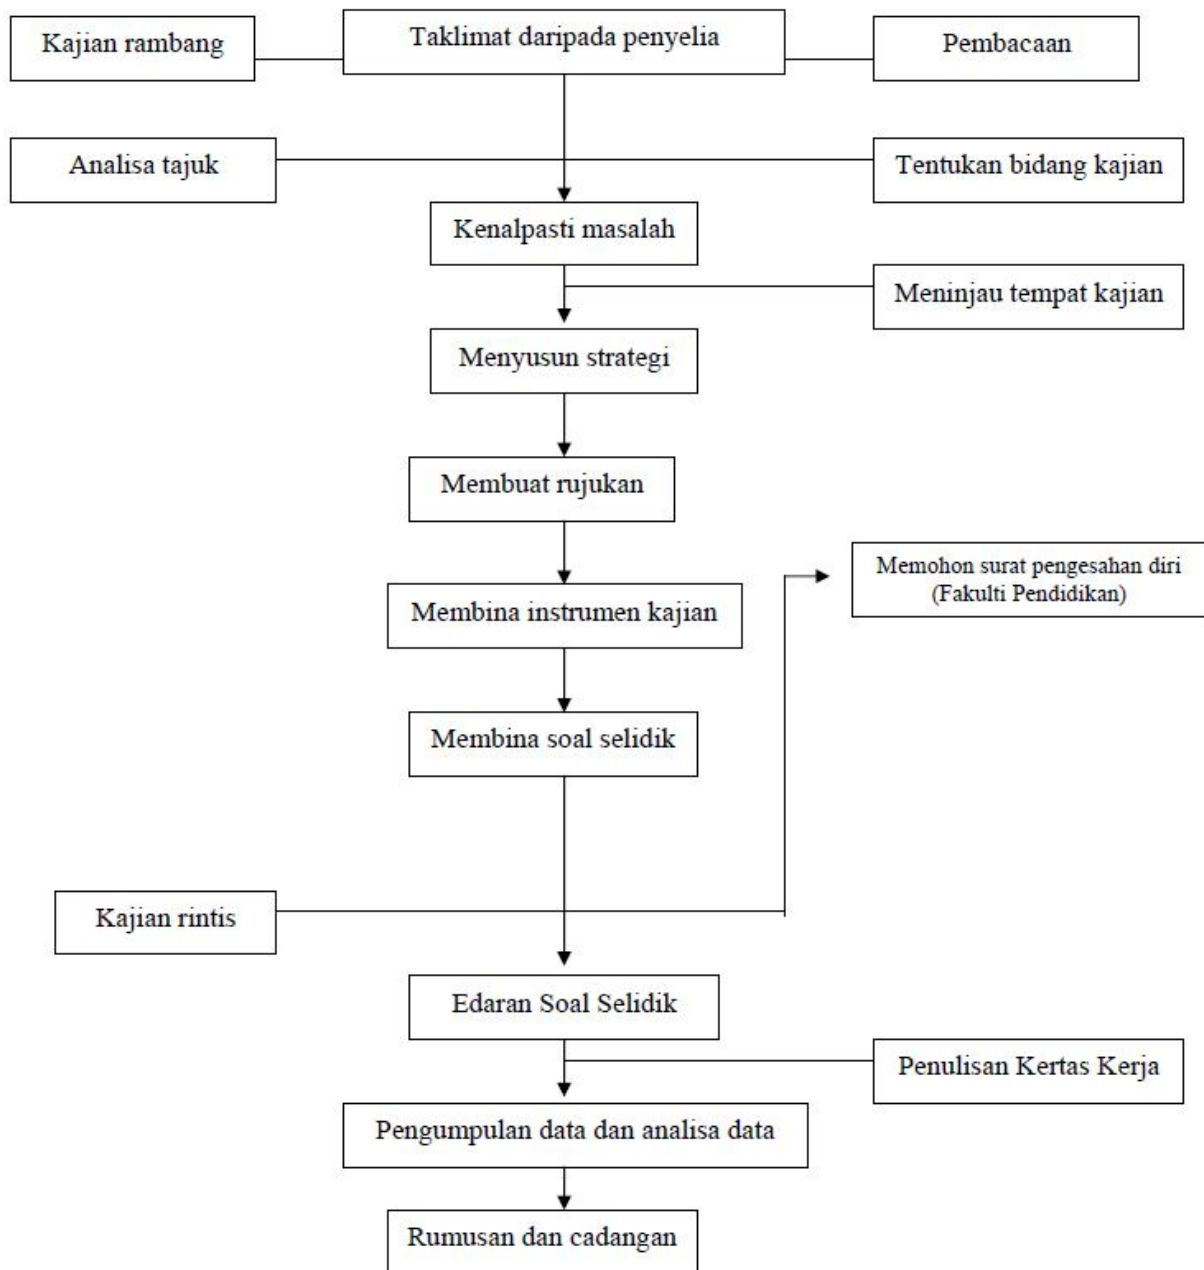 Kajian rambang
Taklimat daripada penyelia
Pembacaan
Analisa tajuk
Tentukan bidang kajian
Kenalpasti masalah
Meninjau tempat kajian
Menyusun strategi
Membuat rujukan
Memohon surat pengesahan diri
(Fakulti Pendidikan)
Membina instrumen kajian
Membina soal selidik
Kajian rintis
Edaran Soal Selidik
Penulisan Kertas Kerja
Pengumpulan data dan analisa data
Rumusan dan cadangan